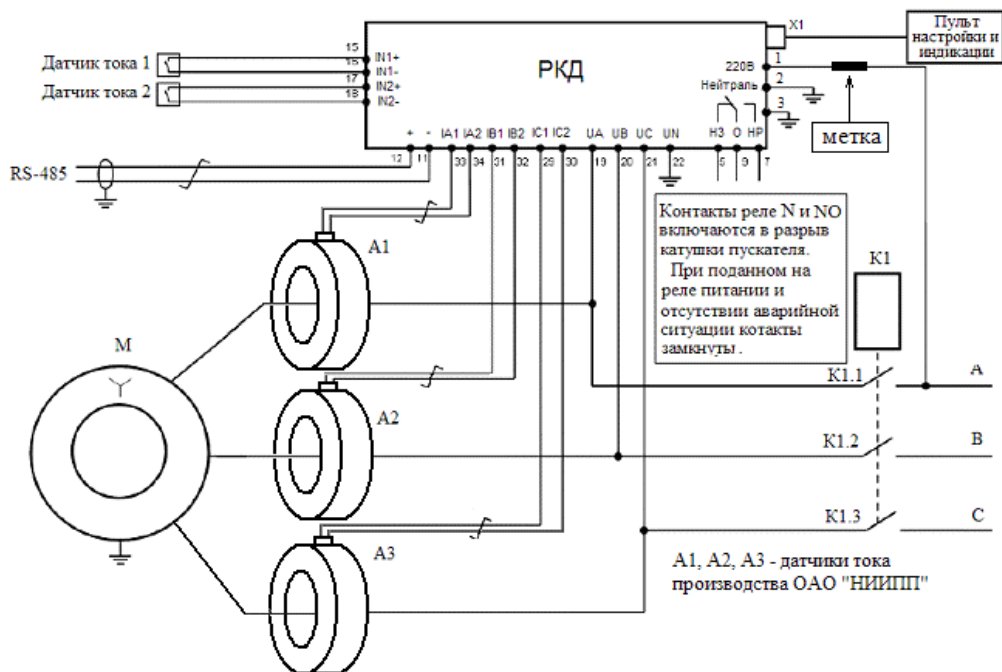 X1
Пульт
настройки и
индикации
Датчик тока 1
Датчик тока 2
15
16
17
18
IN1+
IN1-
IN2+
IN2-
РКД
220В
Нейтраль
1
2
3
метка
+ - IA1 IA2 IB1 IB2 IC1 IC2 UA UB UC UN НЗ О НР
12 11 33 34 31 32 29 30 19 20 21 22 5 9 7
RS-485
Контакты реле N и NO
включаются в разрыв
катушки пускателя.
При поданном на
реле питании и
отсутствии аварийной
ситуации котакты
замкнуты .
A1
K1
M
K1.1
A
A2
K1.2
B
K1.3
C
A3
A1, A2, A3 - датчики тока
производства ОАО "НИИПП"